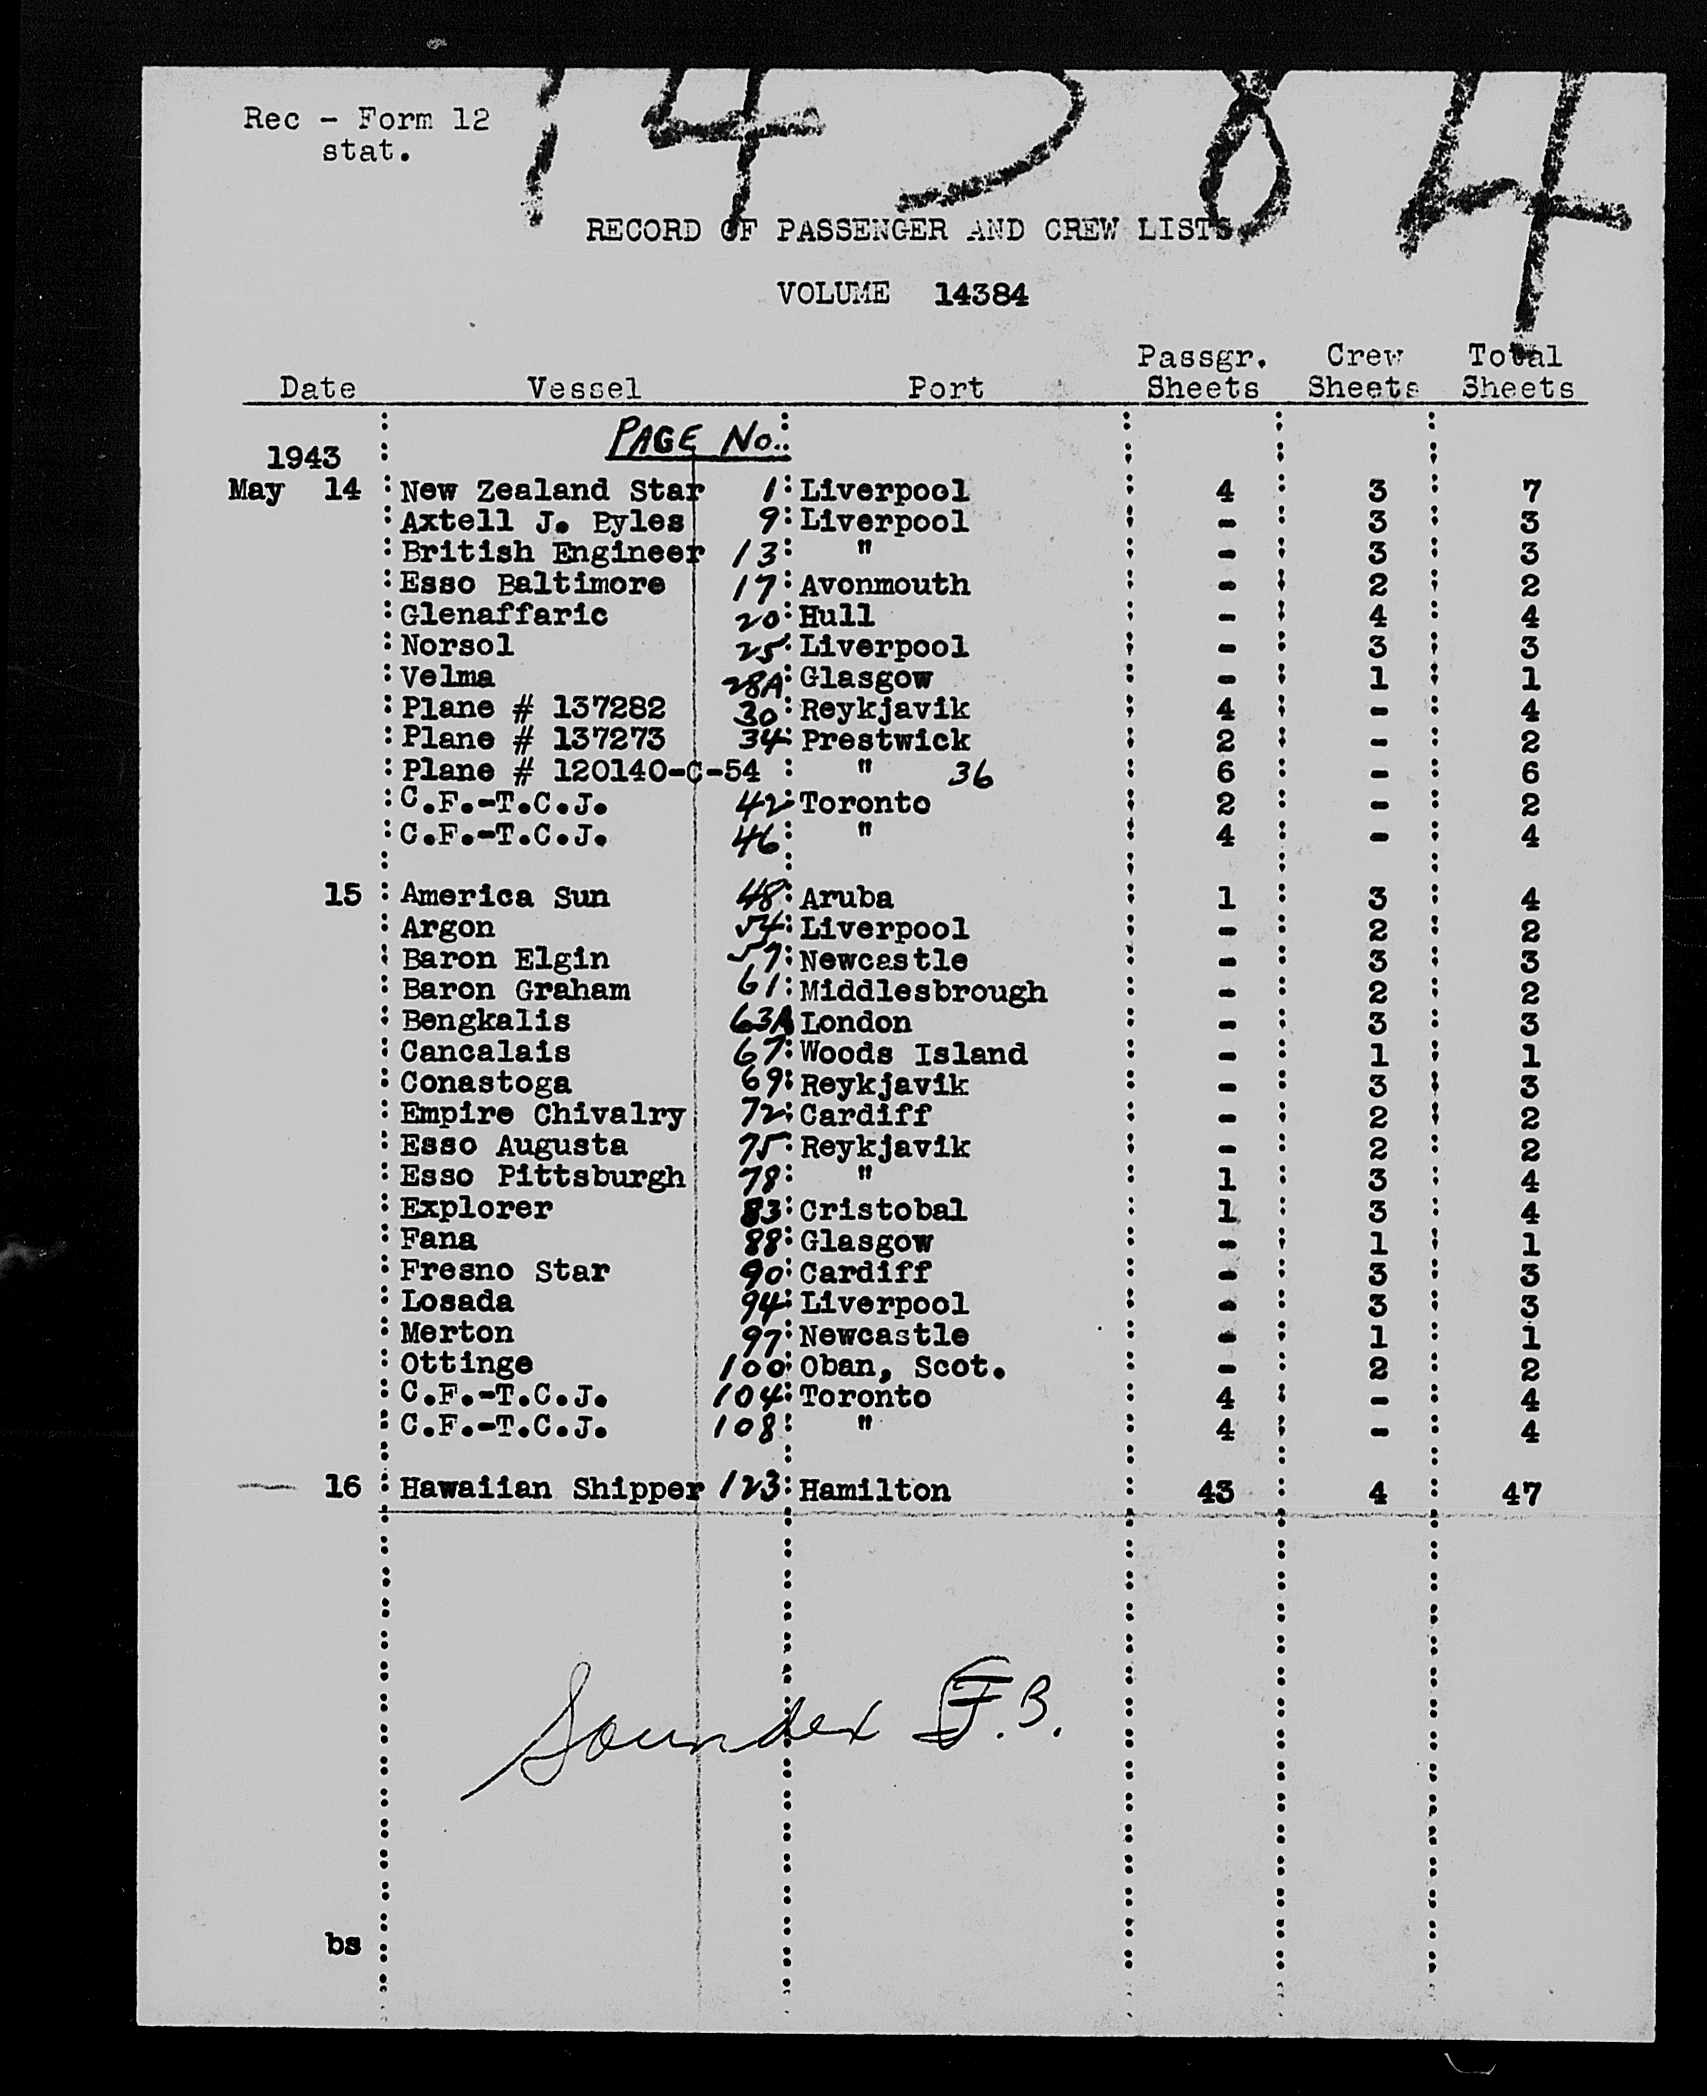 14384
Rec - Form 12
stat.
RECORD OF PASSENGER AND CREW LISTS
VOLUME 14384
Passgr. Crew Total
Date Vessel Port Sheets Sheets Sheets
PAGE No.
1943
May 14 New Zealand Star 1 Liverpool 4 3 7
Axtell J. Byles 9 Liverpool - 3 3
British Engineer 13 " - 3 3
Esso Baltimore 17 Avonmouth - 2 2
Glenaffaric 20 Hull - 4 4
Norsol 25 Liverpool - 3 3
Velma 28A Glasgow - 1 1
Plane # 137282 30 Reykjavik 4 - 4
Plane # 137273 34 Prestwick 2 - 2
Plane # 120140-C-54 " 36 6 - 6
C.F.-T.C.J. 42 Toronto 2 - 2
C.F.-T.C.J. 46 " 4 - 4
15 America Sun 48 Aruba 1 3 4
Argon 54 Liverpool - 2 2
Baron Elgin 57 Newcastle - 3 3
Baron Graham 61 Middlesbrough - 2 2
Bengkalis 63A London - 3 3
Cancalais 67 Woods Island - 1 1
Conastoga 69 Reykjavik - 3 3
Empire Chivalry 72 Cardiff - 2 2
Esso Augusta 75 Reykjavik - 2 2
Esso Pittsburgh 78 " 1 3 4
Explorer 83 Cristobal 1 3 4
Fana 88 Glasgow - 1 1
Fresno Star 90 Cardiff - 3 3
Losada 94 Liverpool - 3 3
Merton 97 Newcastle - 1 1
Ottinge 100 Oban, Scot. - 2 2
C.F.-T.C.J. 104 Toronto 4 - 4
C.F.-T.C.J. 108 " 4 - 4
16 Hawaiian Shipper 123 Hamilton 43 4 47
Soundex F.B.
bs